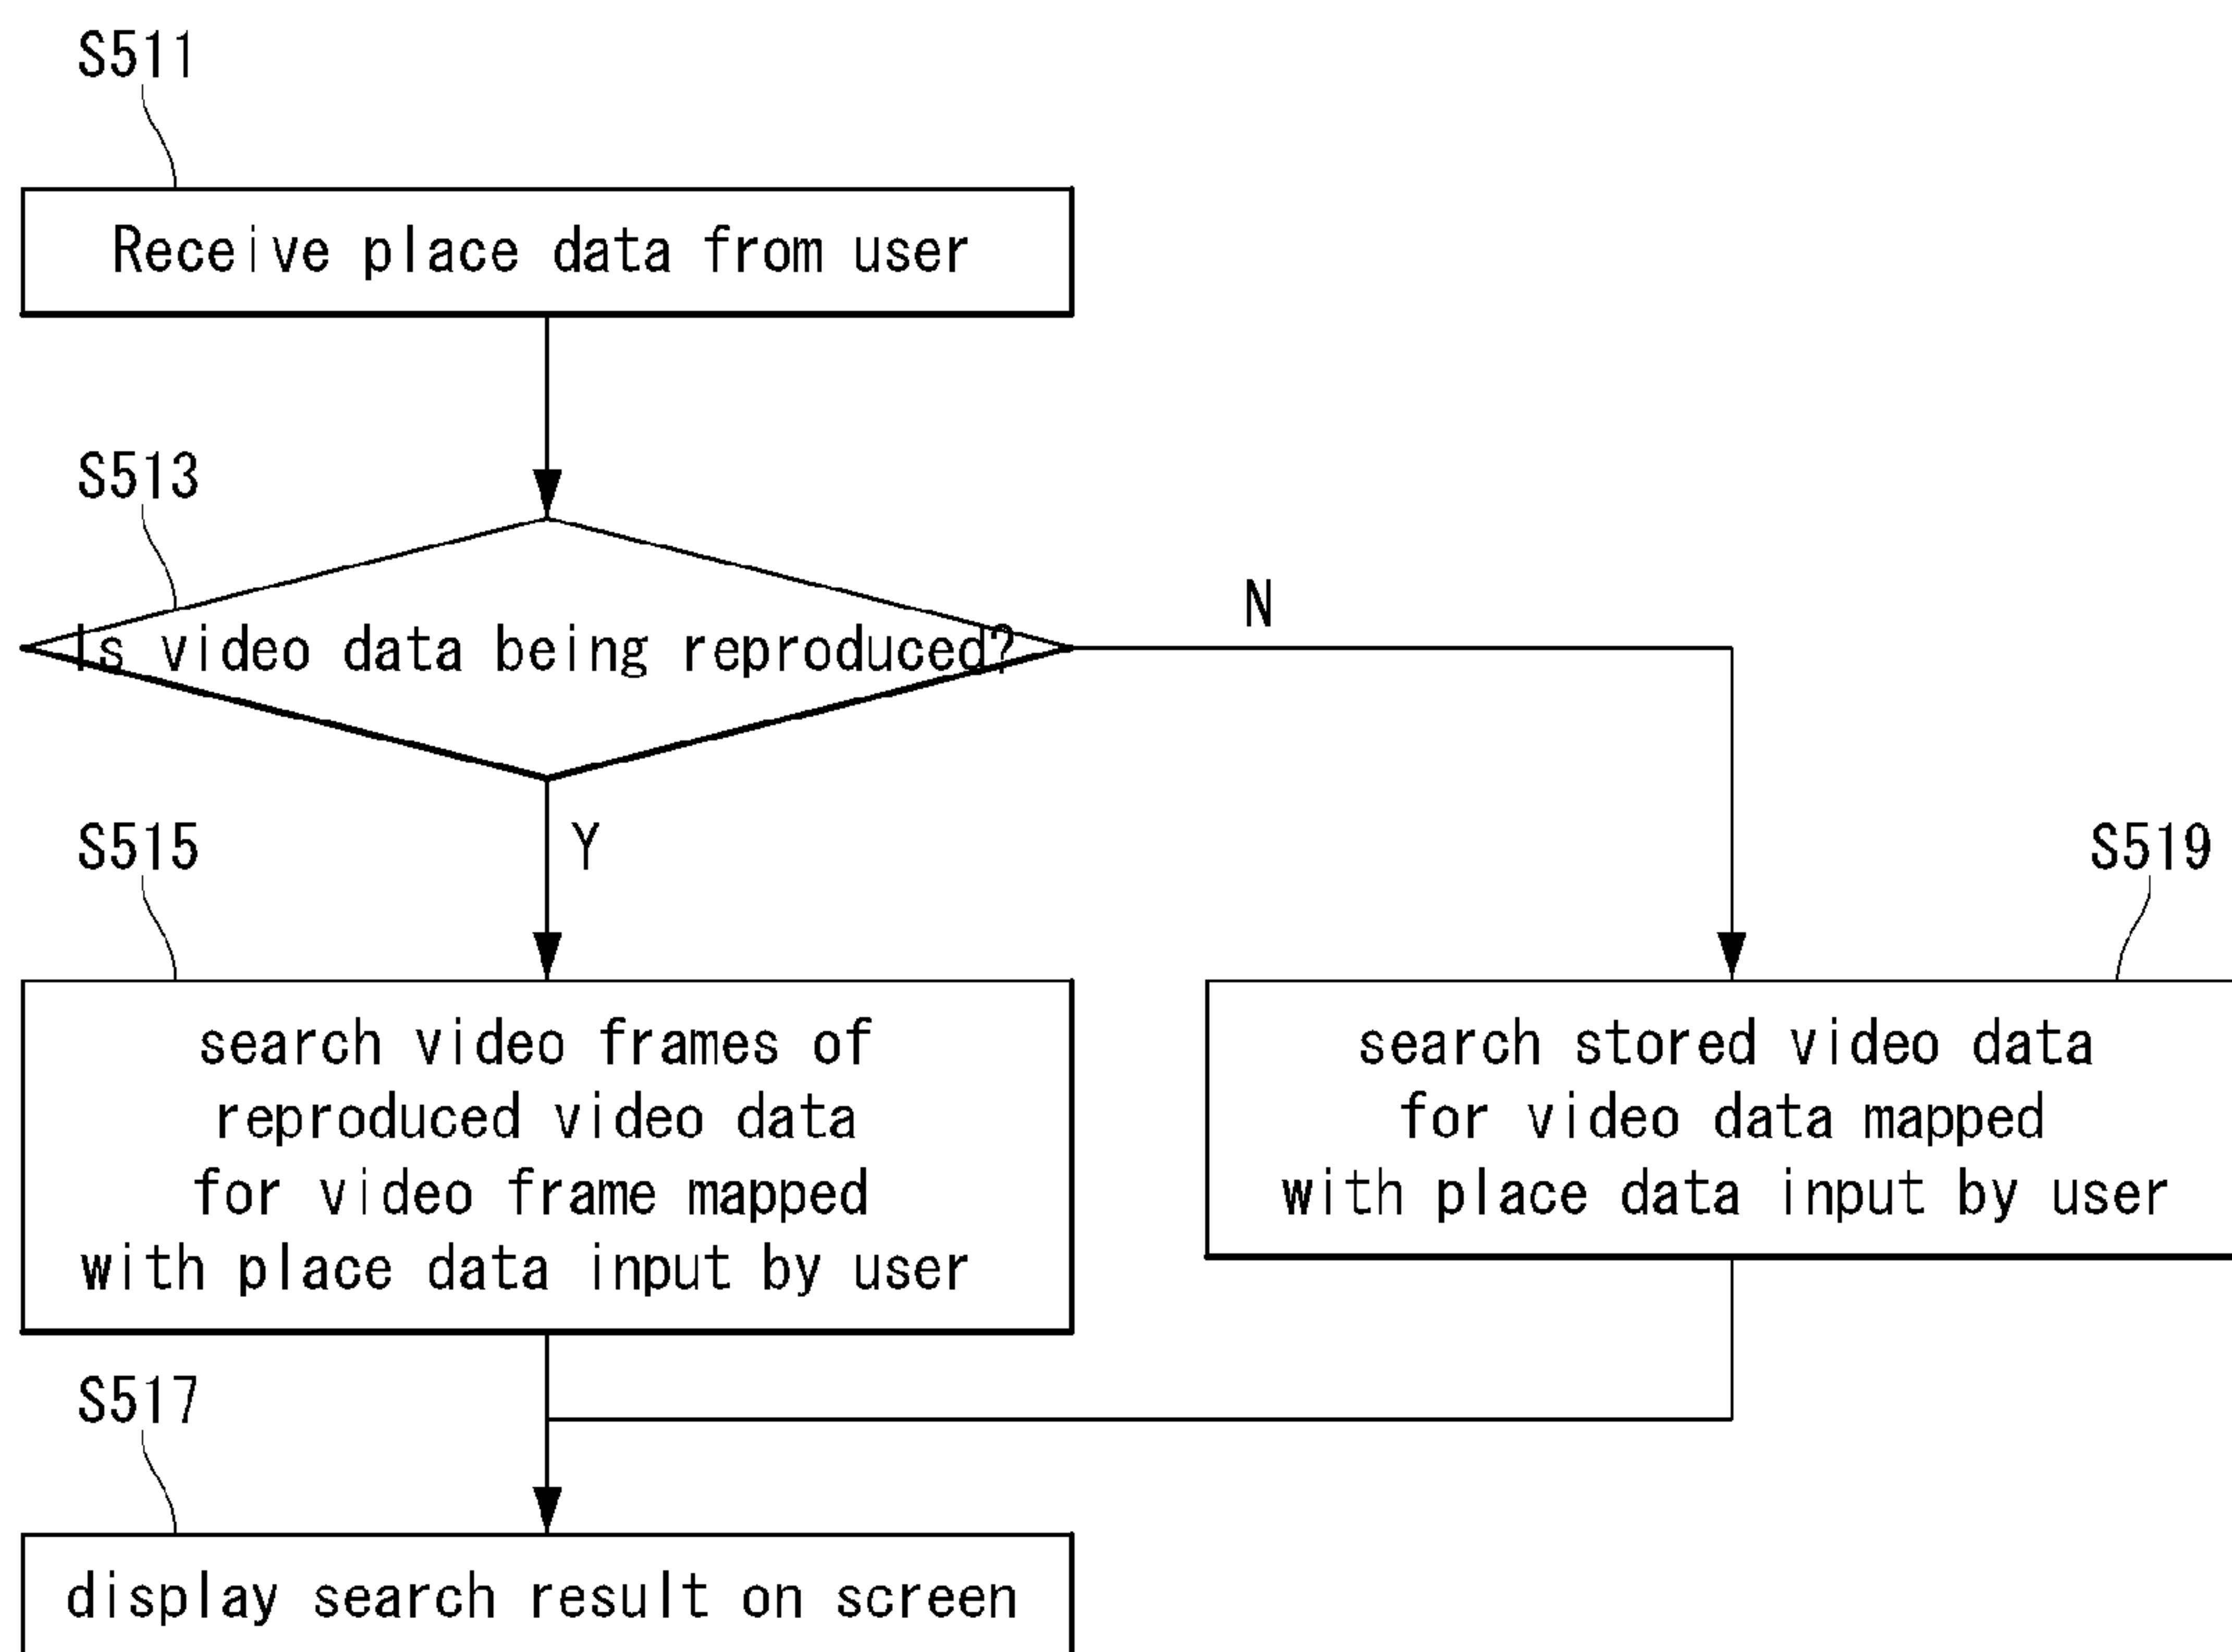 S511
Receive place data from user
S513
Is video data being reproduced?
N
Y
S515
search video frames of
reproduced video data
for video frame mapped
with place data input by user
S519
search stored video data
for video data mapped
with place data input by user
S517
display search result on screen